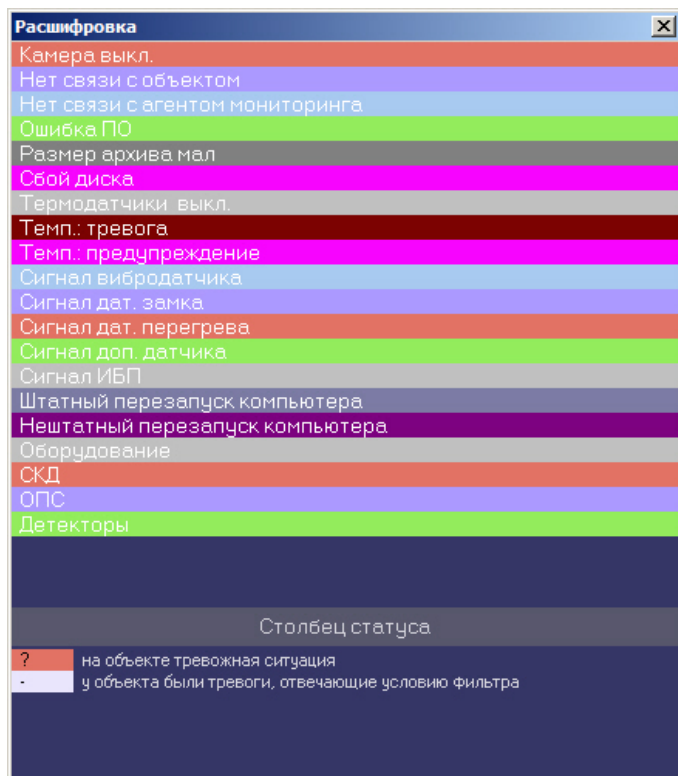 Расшифровка
Камера выкл.
Нет связи с объектом
Нет связи с агентом мониторинга
Ошибка ПО
Размер архива мал
Сбой диска
Термодатчики выкл.
Темп.: тревога
Темп.: предупреждение
Сигнал вибродатчика
Сигнал дат. замка
Сигнал дат. перегрева
Сигнал доп. датчика
Сигнал ИБП
Штатный перезапуск компьютера
Нештатный перезапуск компьютера
Оборудование
СКД
ОПС
Детекторы
Столбец статуса
? на объекте тревожная ситуация
- у объекта были тревоги, отвечающие условию фильтра